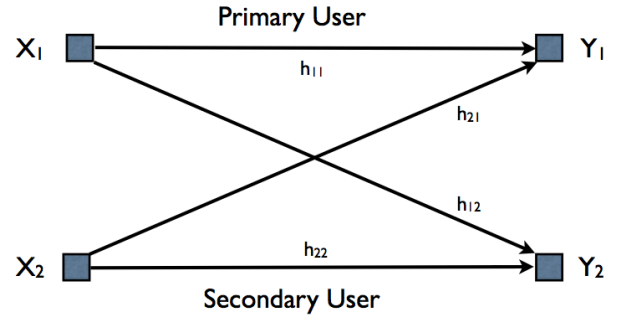 Primary User
X₁ Y₁
h₁₁
h₂₁
h₁₂
h₂₂
X₂ Y₂
Secondary User